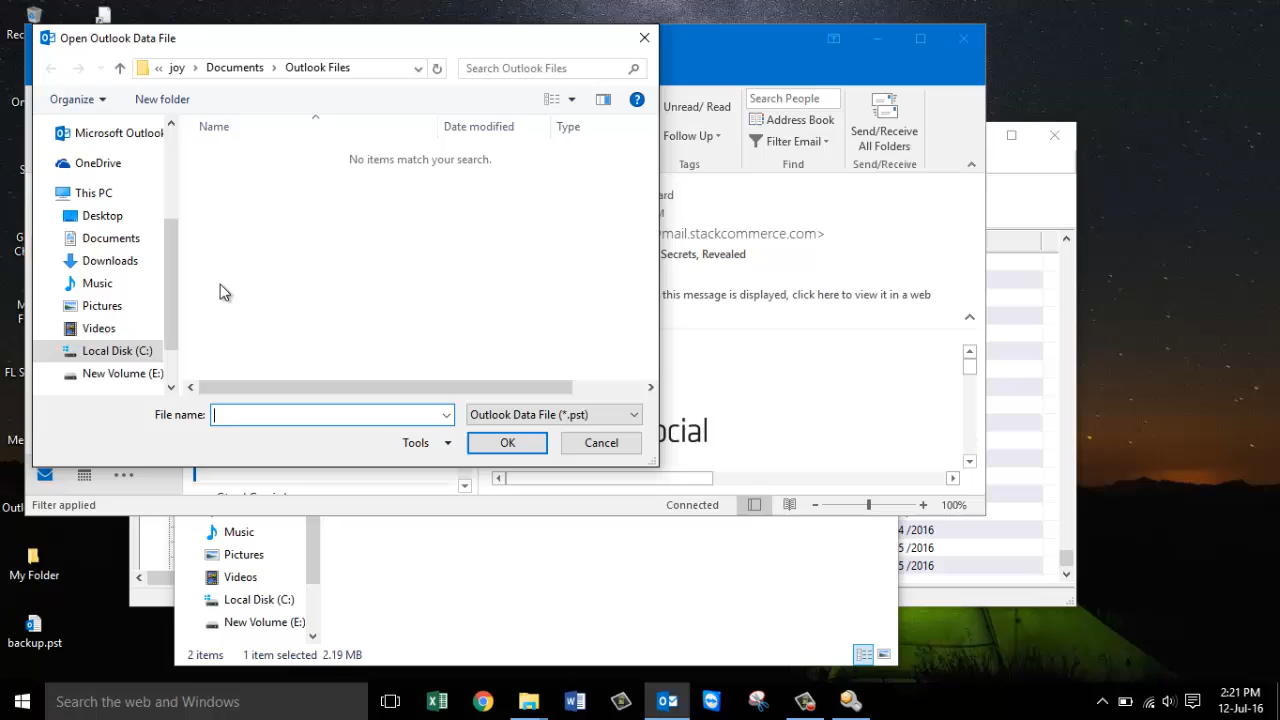 Open Outlook Data File
« joy > Documents > Outlook Files
Search Outlook Files
Organize
New folder
Name
Date modified
Type
No items match your search.
Microsoft Outlook
OneDrive
This PC
Desktop
Documents
Downloads
Music
Pictures
Videos
Local Disk (C:)
New Volume (E:)
File name:
Outlook Data File (*.pst)
Tools
OK
Cancel
Unread/ Read
Follow Up
Tags
Search People
Address Book
Filter Email
Find
Send/Receive
All Folders
Send/Receive
ard
mail.stackcommerce.com>
Secrets, Revealed
this message is displayed, click here to view it in a web
ocial
Filter applied
Connected
100%
4 /2016
5 /2016
5 /2016
Music
Pictures
Videos
Local Disk (C:)
New Volume (E:)
2 items 1 item selected 2.19 MB
My Folder
backup.pst
Search the web and Windows
2:21 PM
12-Jul-16